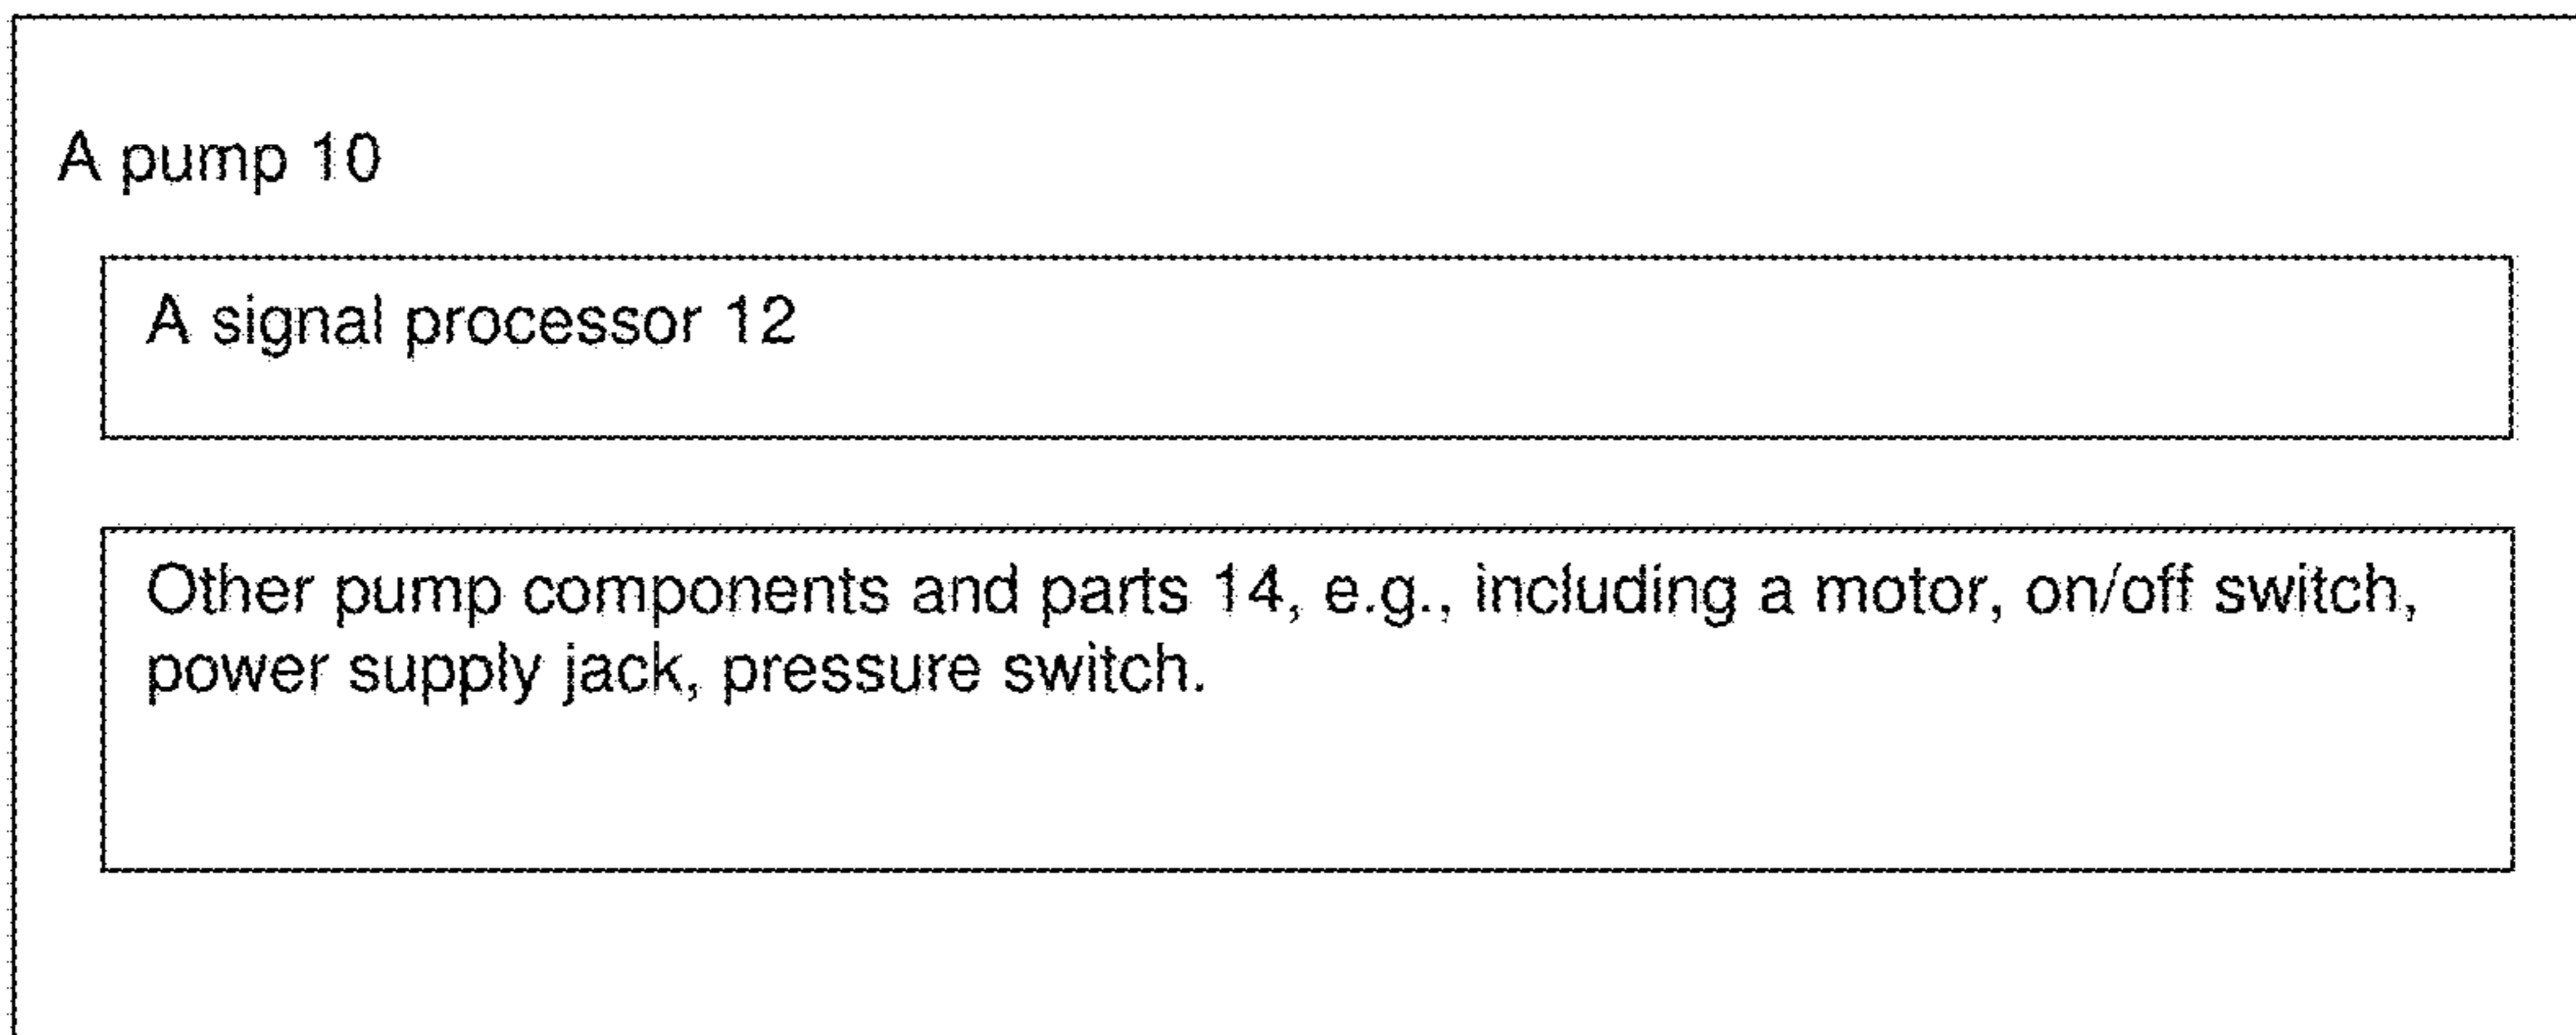 A pump 10
A signal processor 12
Other pump components and parts 14, e.g., including a motor, on/off switch,
power supply jack, pressure switch.